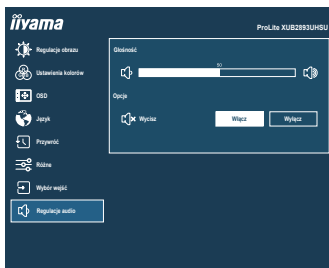 iiyama
ProLite XUB2893UHSU
Regulacje obrazu
Ustawienia kolorów
OSD
Język
Przywróć
Różne
Wybór wejść
Regulacja audio
Głośność
50
Opcje
Wycisz
Włącz
Wyłącz